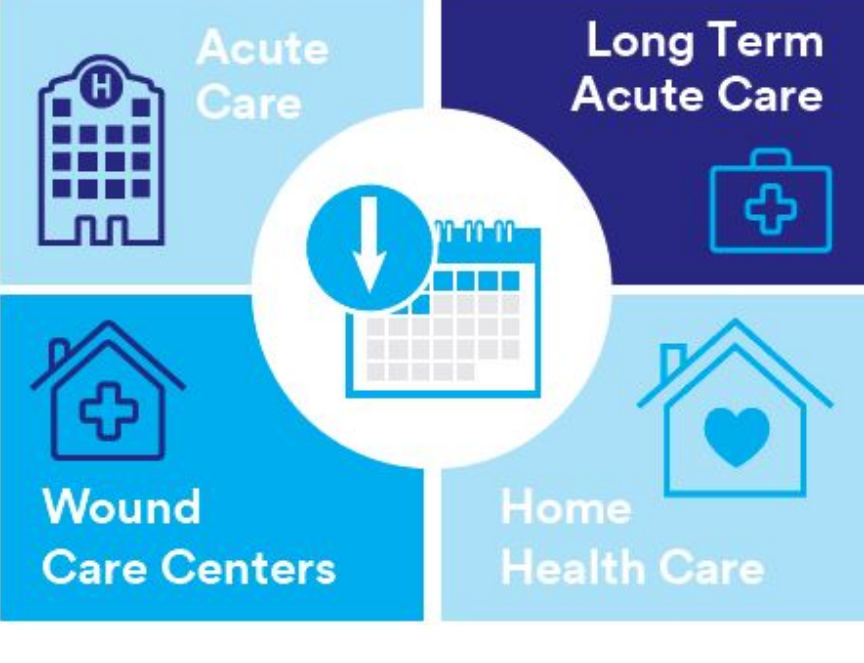 Acute
Care
H
Long Term
Acute Care
Wound
Care Centers
Home
Health Care